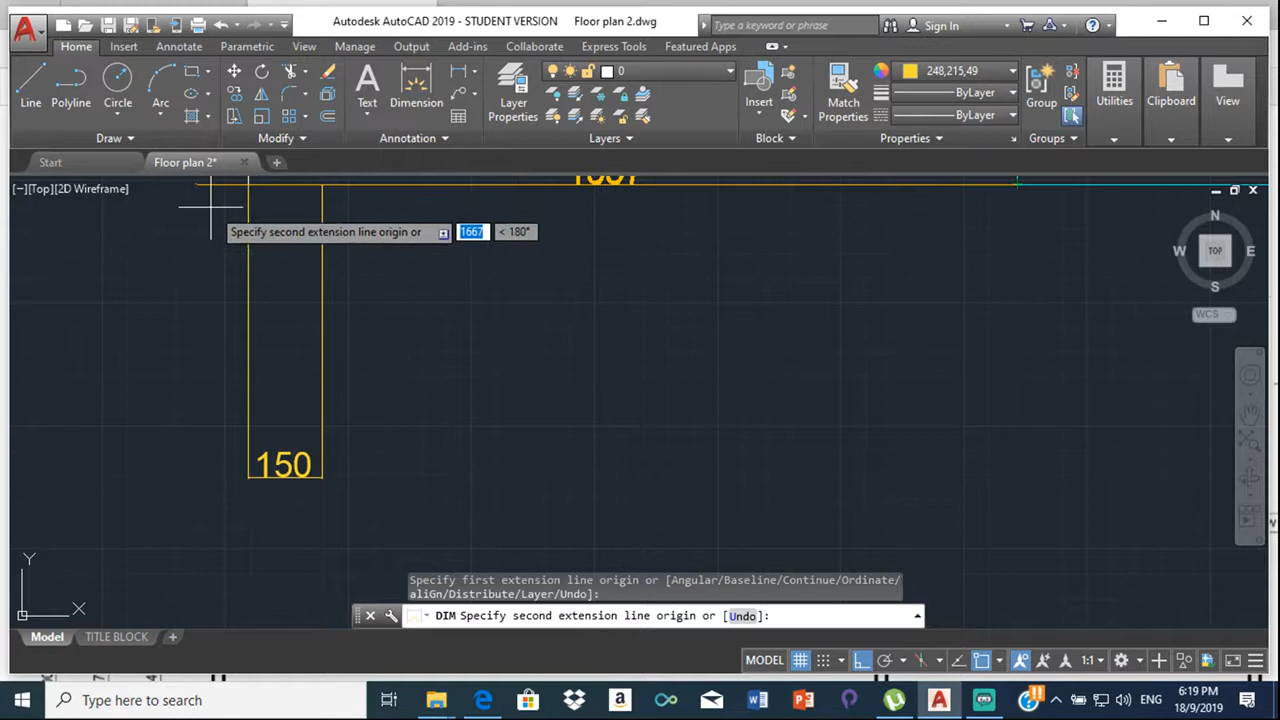 Autodesk AutoCAD 2019 - STUDENT VERSION Floor plan 2.dwg
Type a keyword or phrase
Sign In
Home Insert Annotate Parametric View Manage Output Add-ins Collaborate Express Tools Featured Apps
0
248,215,49
ByLayer
ByLayer
Line Polyline Circle Arc Text Dimension Layer Properties Insert Match Properties Group Utilities Clipboard View
Draw Modify Annotation Layers Block Properties Groups
Start Floor plan 2*
[−][Top][2D Wireframe]
N
W TOP E
S
WCS
Specify second extension line origin or 1667 < 180°
150
Y
X
Specify first extension line origin or [Angular/Baseline/Continue/Ordinate/
aliGn/Distribute/Layer/Undo]:
DIM Specify second extension line origin or [Undo]:
Model TITLE BLOCK
MODEL 1:1
Type here to search
ENG
6:19 PM
18/9/2019